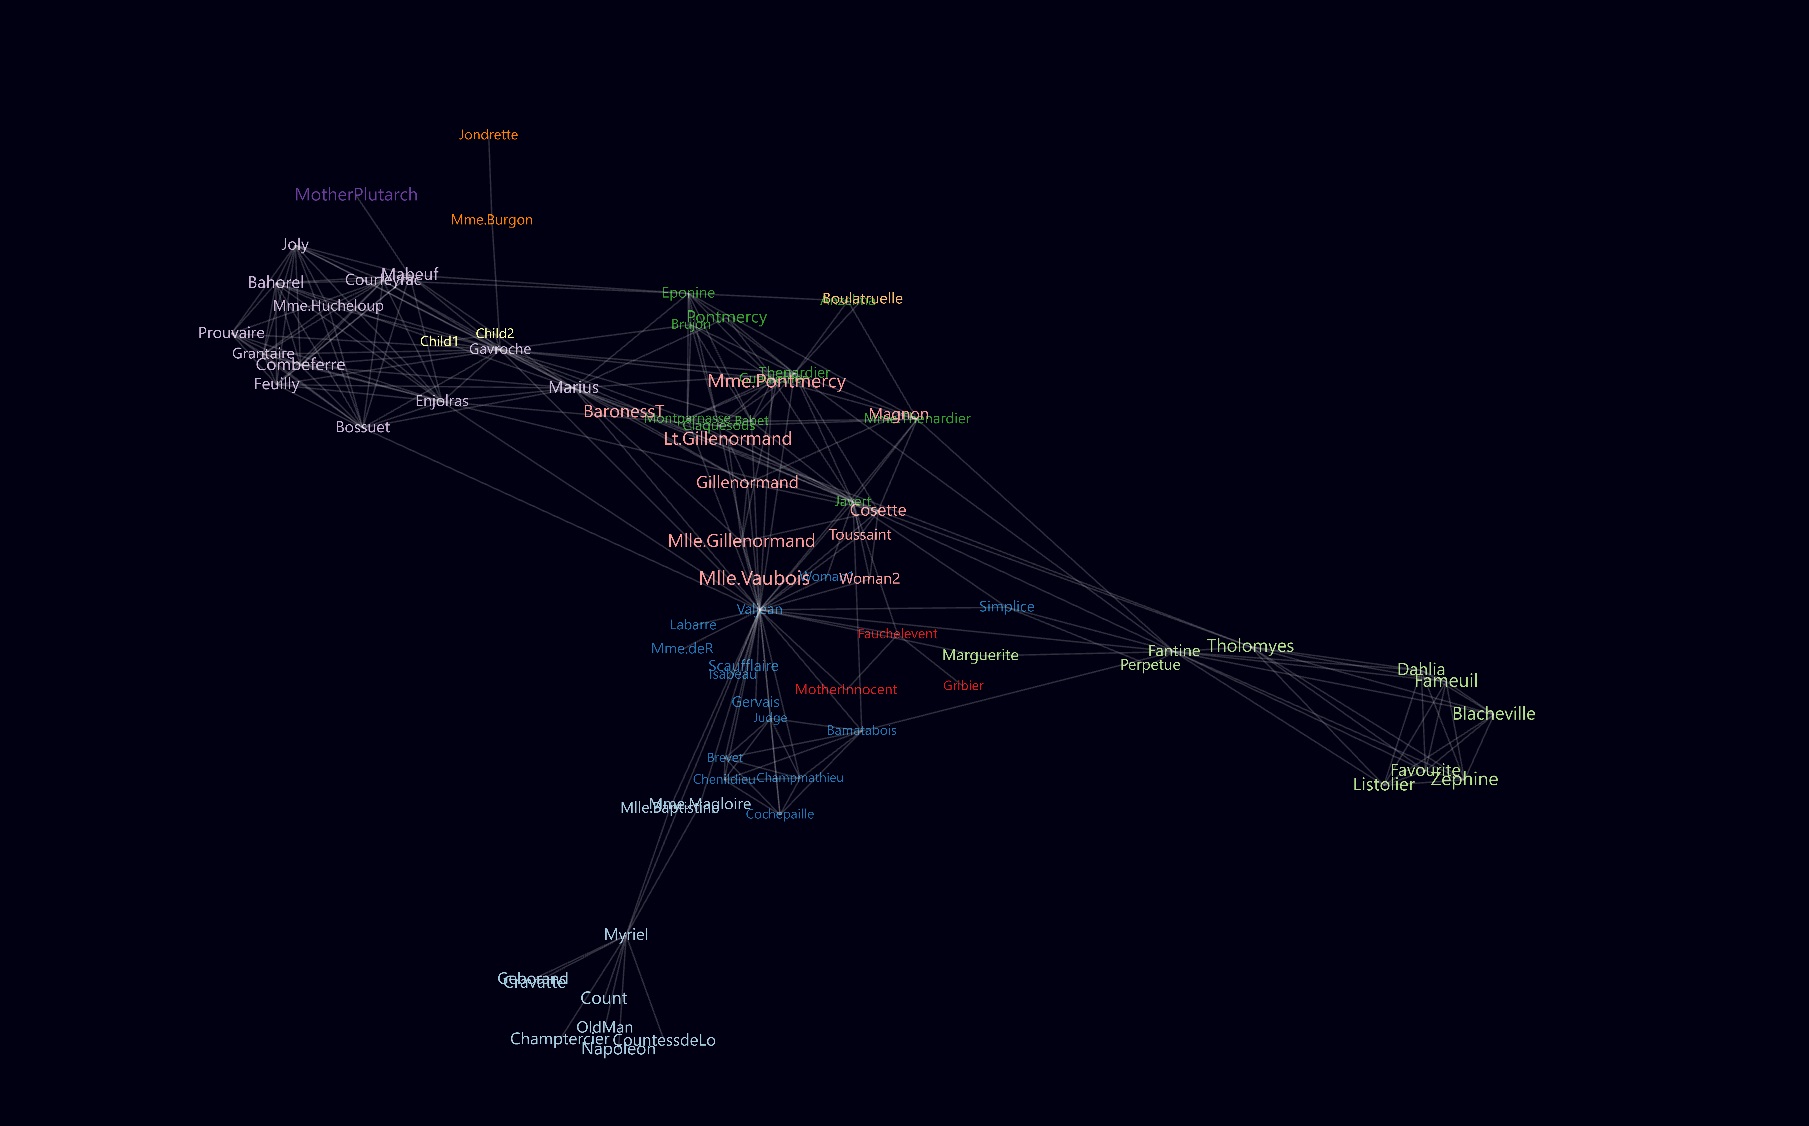 Jondrette
MotherPlutarch
Mme.Burgon
Joly
Mabeuf
Courfeyrac
Bahorel
Eponine
Boulatruelle
Anzelma
Mme.Hucheloup
Pontmercy
Brujon
Prouvaire
Child2
Child1
Gavroche
Grantaire
Combeferre
Thenardier
Mme.Pontmercy
Feuilly
Marius
Enjolras
BaronessT
Magnon
Montparnasse
Babet
Mme.Thenardier
Claquesous
Bossuet
Lt.Gillenormand
Gillenormand
Javert
Cosette
Toussaint
Mlle.Gillenormand
Mlle.Vaubois
Woman1
Woman2
Valjean
Simplice
Labarre
Fauchelevent
Mme.deR
Marguerite
Fantine
Tholomyes
Perpetue
Scaufflaire
Isabeau
Dahlia
Fameuil
MotherInnocent
Gribier
Gervais
Judge
Blacheville
Bamatabois
Brevet
Chenildieu
Champmathieu
Favourite
Zephine
Listolier
Mme.Magloire
Mlle.Baptistine
Cochepaille
Myriel
Geborand
Cravatte
Count
OldMan
Champtercier
CountessdeLo
Napoleon